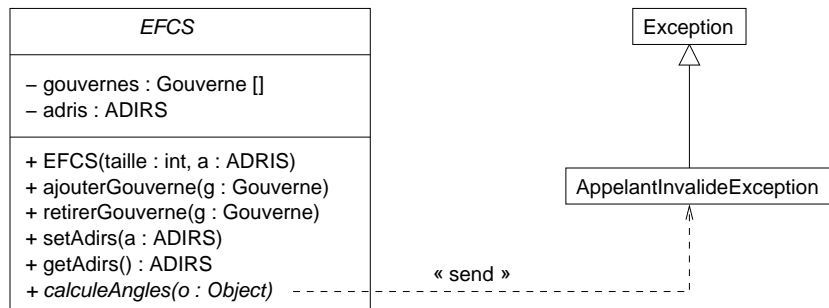 EFCS
– gouvernes : Gouverne []
– adris : ADIRS
+ EFCS(taille : int, a : ADRIS)
+ ajouterGouverne(g : Gouverne)
+ retirerGouverne(g : Gouverne)
+ setAdirs(a : ADIRS)
+ getAdirs() : ADIRS
+ calculeAngles(o : Object)
« send »
Exception
AppelantInvalideException